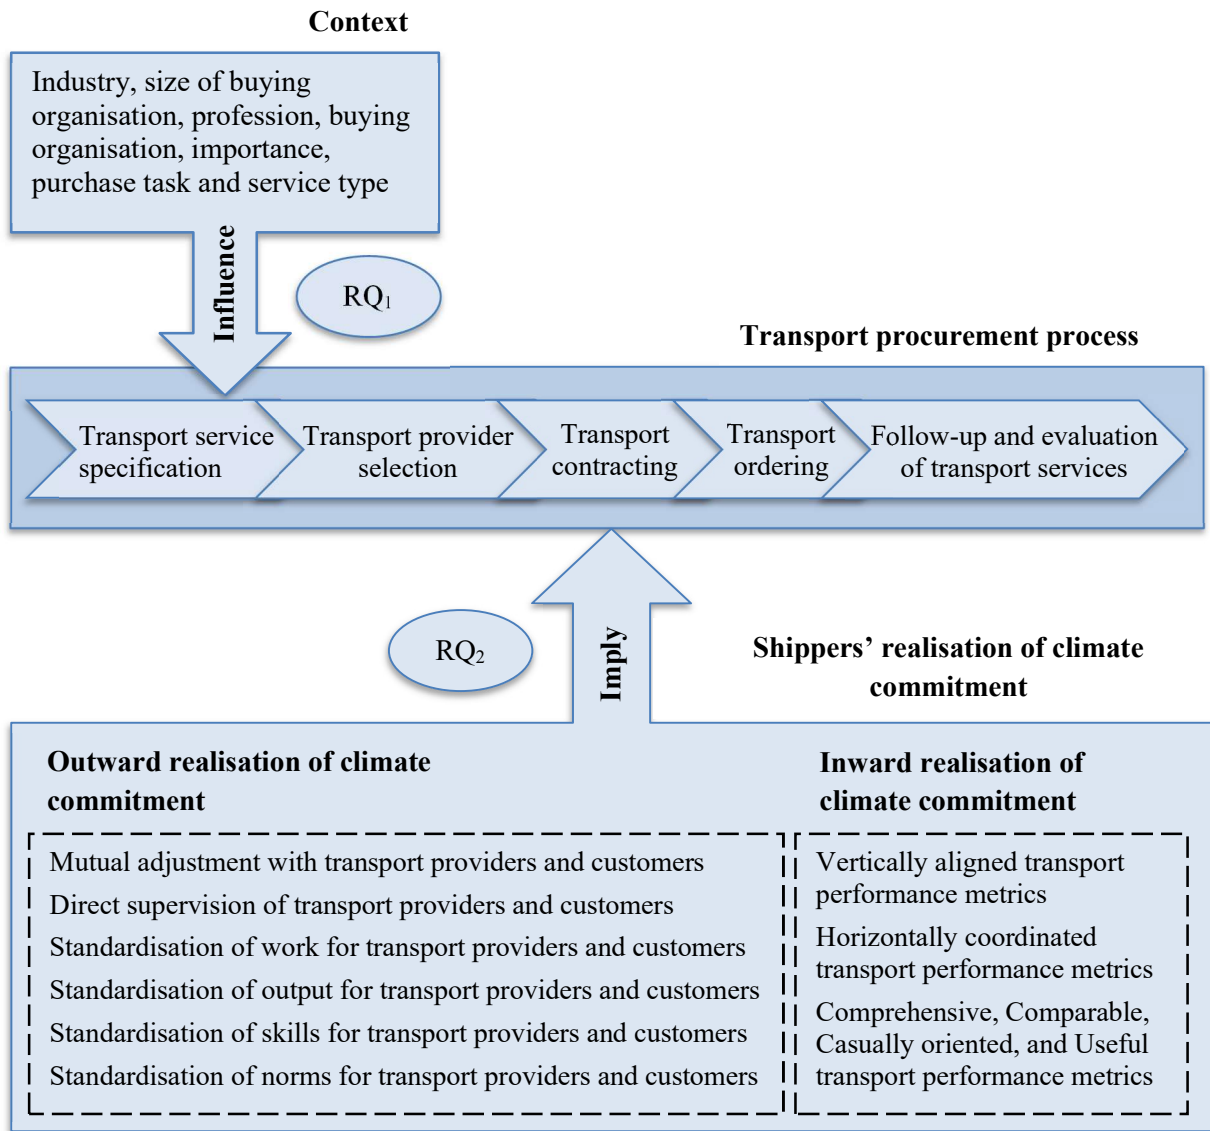 Context
Industry, size of buying
organisation, profession, buying
organisation, importance,
purchase task and service type
Influence
RQ₁
Transport procurement process
Transport service
specification
Transport provider
selection
Transport
contracting
Transport
ordering
Follow-up and evaluation
of transport services
RQ₂
Imply
Shippers’ realisation of climate
commitment
Outward realisation of climate
commitment
Mutual adjustment with transport providers and customers
Direct supervision of transport providers and customers
Standardisation of work for transport providers and customers
Standardisation of output for transport providers and customers
Standardisation of skills for transport providers and customers
Standardisation of norms for transport providers and customers
Inward realisation of
climate commitment
Vertically aligned transport
performance metrics
Horizontally coordinated
transport performance metrics
Comprehensive, Comparable,
Casually oriented, and Useful
transport performance metrics